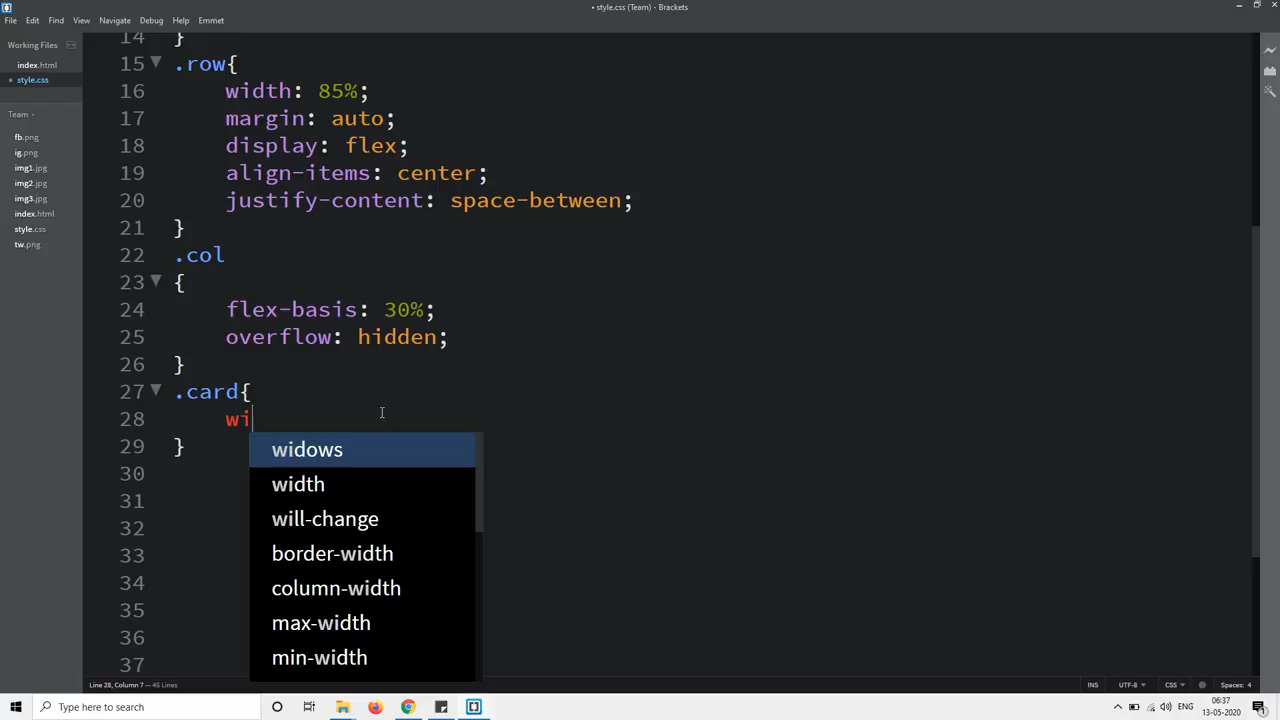 • style.css (Team) - Brackets
File Edit Find View Navigate Debug Help Emmet
Working Files
index.html
• style.css
Team
fb.png
ig.png
img1.jpg
img2.jpg
img3.jpg
index.html
style.css
tw.png
14 }
15 .row{
16 width: 85%;
17 margin: auto;
18 display: flex;
19 align-items: center;
20 justify-content: space-between;
21 }
22 .col
23 {
24 flex-basis: 30%;
25 overflow: hidden;
26 }
27 .card{
28 wi
29 }
30
31
32
33
34
35
36
37
widows
width
will-change
border-width
column-width
max-width
min-width
Line 28, Column 7 — 45 Lines
INS UTF-8 CSS Spaces: 4
Type here to search
ENG
06:37
13-05-2020
1